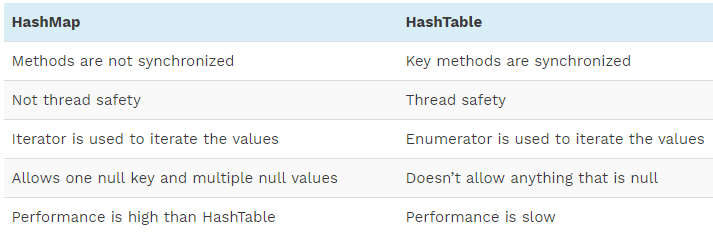 HashMap HashTable
Methods are not synchronized Key methods are synchronized
Not thread safety Thread safety
Iterator is used to iterate the values Enumerator is used to iterate the values
Allows one null key and multiple null values Doesn’t allow anything that is null
Performance is high than HashTable Performance is slow